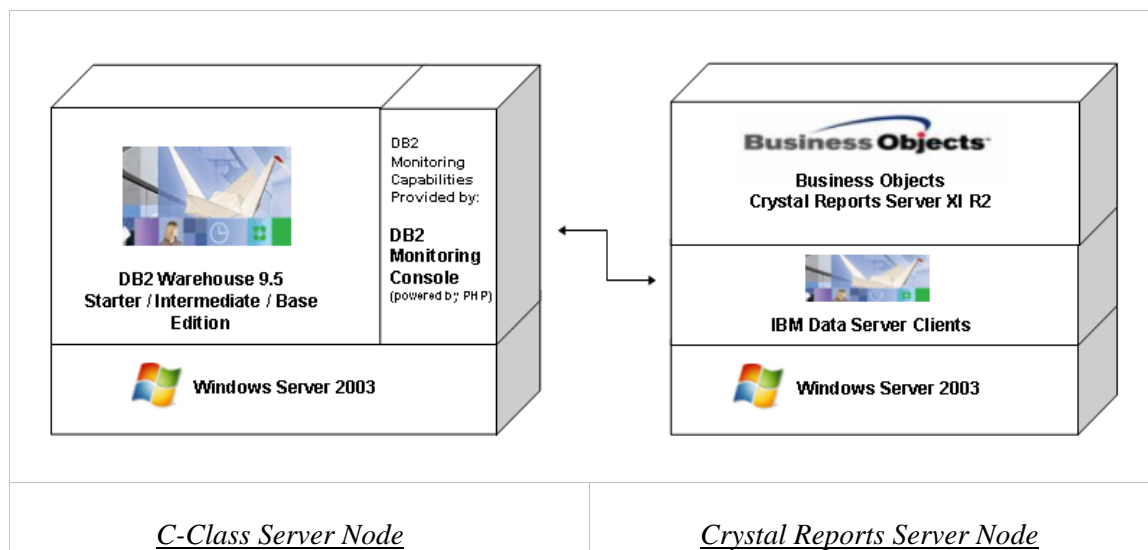 DB2 Warehouse 9.5
Starter / Intermediate / Base
Edition
DB2
Monitoring
Capabilities
Provided by:
DB2
Monitoring
Console
(powered by PHP)
Windows Server 2003
Business Objects
Business Objects
Crystal Reports Server XI R2
IBM Data Server Clients
Windows Server 2003
C-Class Server Node
Crystal Reports Server Node